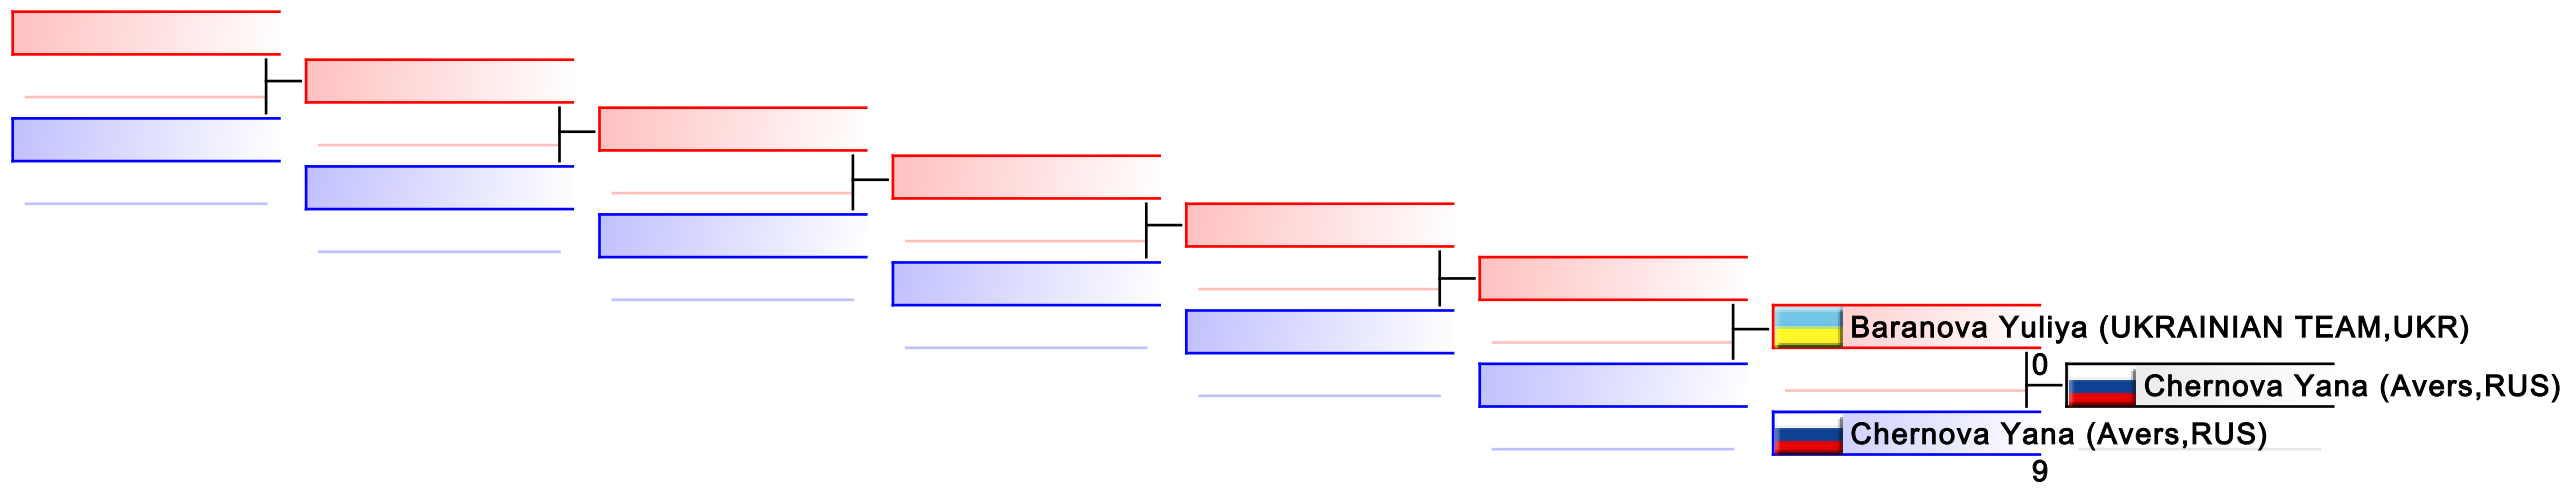 Baranova Yuliya (UKRAINIAN TEAM,UKR)
0
Chernova Yana (Avers,RUS)
Chernova Yana (Avers,RUS)
9